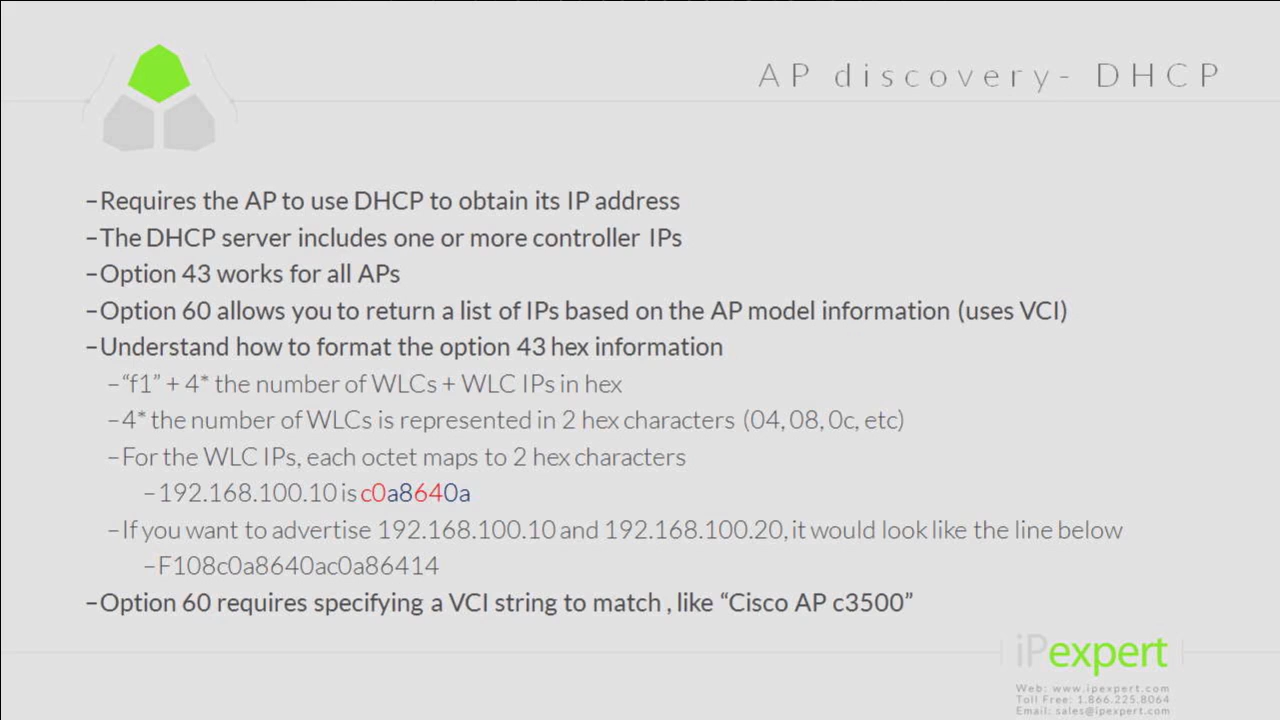 AP discovery- DHCP
–Requires the AP to use DHCP to obtain its IP address
–The DHCP server includes one or more controller IPs
–Option 43 works for all APs
–Option 60 allows you to return a list of IPs based on the AP model information (uses VCI)
–Understand how to format the option 43 hex information
–“f1” + 4* the number of WLCs + WLC IPs in hex
–4* the number of WLCs is represented in 2 hex characters (04, 08, 0c, etc)
–For the WLC IPs, each octet maps to 2 hex characters
–192.168.100.10 is c0a8640a
–If you want to advertise 192.168.100.10 and 192.168.100.20, it would look like the line below
–F108c0a8640ac0a86414
–Option 60 requires specifying a VCI string to match , like “Cisco AP c3500”
iPexpert
Web: www.ipexpert.com
Toll Free: 1.866.225.8064
Email: sales@ipexpert.com